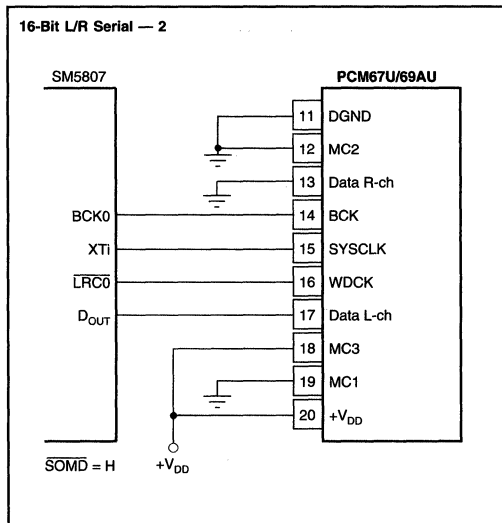 16-Bit L/R Serial — 2
SM5807
PCM67U/69AU
11 DGND
12 MC2
13 Data R-ch
BCK0 14 BCK
XTi 15 SYSCLK
LRC0 16 WDCK
DOUT 17 Data L-ch
18 MC3
19 MC1
20 +VDD
SOMD = H
+VDD